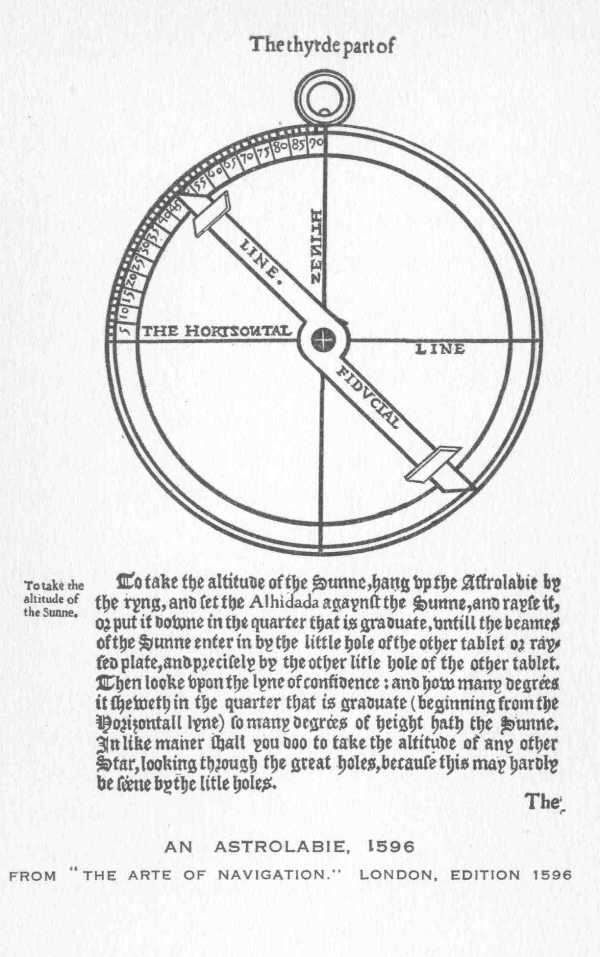 The thyrde part of
5 10 15 20 25 30 35 40 45 55 60 65 70 75 80 85 90
ZENITH
LINE.
THE HORIZONTAL LINE
FIDVCIAL
To take the
altitude of
the Sunne.
To take the altitude of the Sunne, hang vp the Astrolabie by
the ryng, and set the Alhidada agaynst the Sunne, and rayse it,
or put it downe in the quarter that is graduate, vntill the beames
of the Sunne enter in by the little hole of the other tablet or ray-
sed plate, and precisely by the other litle hole of the other tablet.
Then looke vpon the lyne of confidence: and how many degrées
it sheweth in the quarter that is graduate (beginning from the
Horizontall lyne) so many degrées of height hath the Sunne.
In like maner shall you doo to take the altitude of any other
Star, looking through the great holes, because this may hardly
be séene by the litle holes.
The
AN ASTROLABIE, 1596
FROM "THE ARTE OF NAVIGATION." LONDON, EDITION 1596